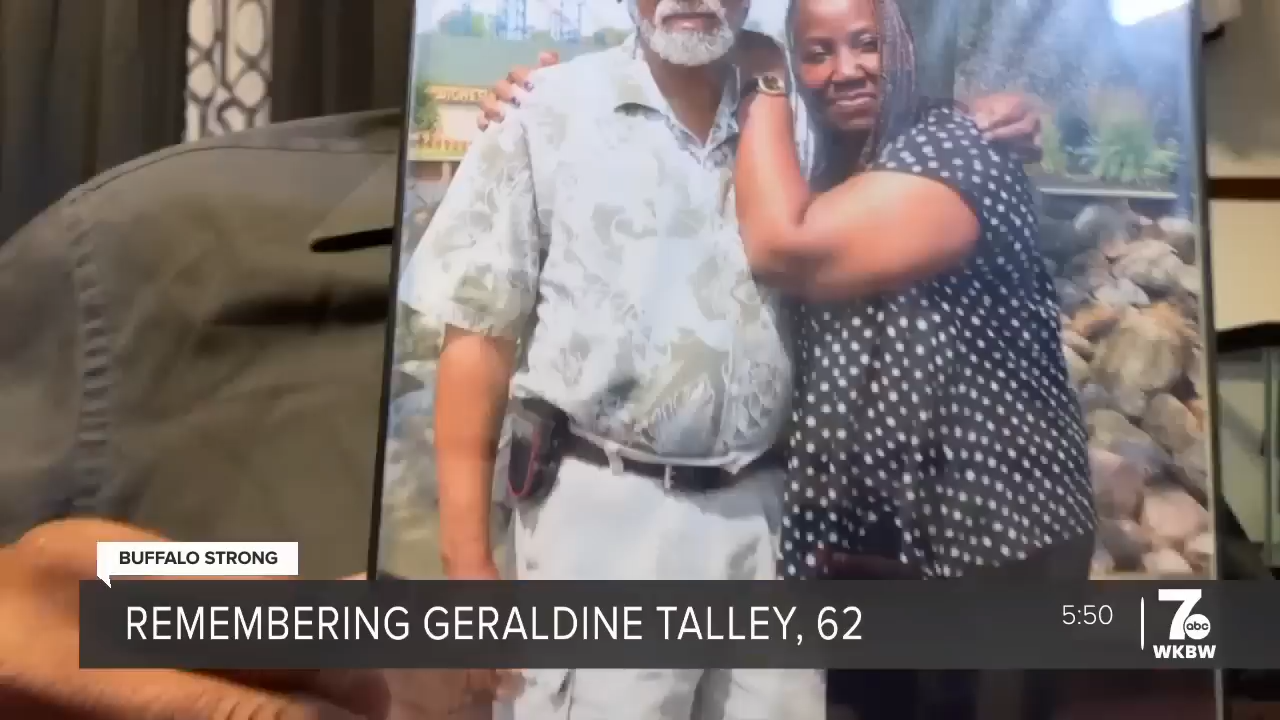 BUFFALO STRONG
REMEMBERING GERALDINE TALLEY, 62
5:50
7
abc
WKBW